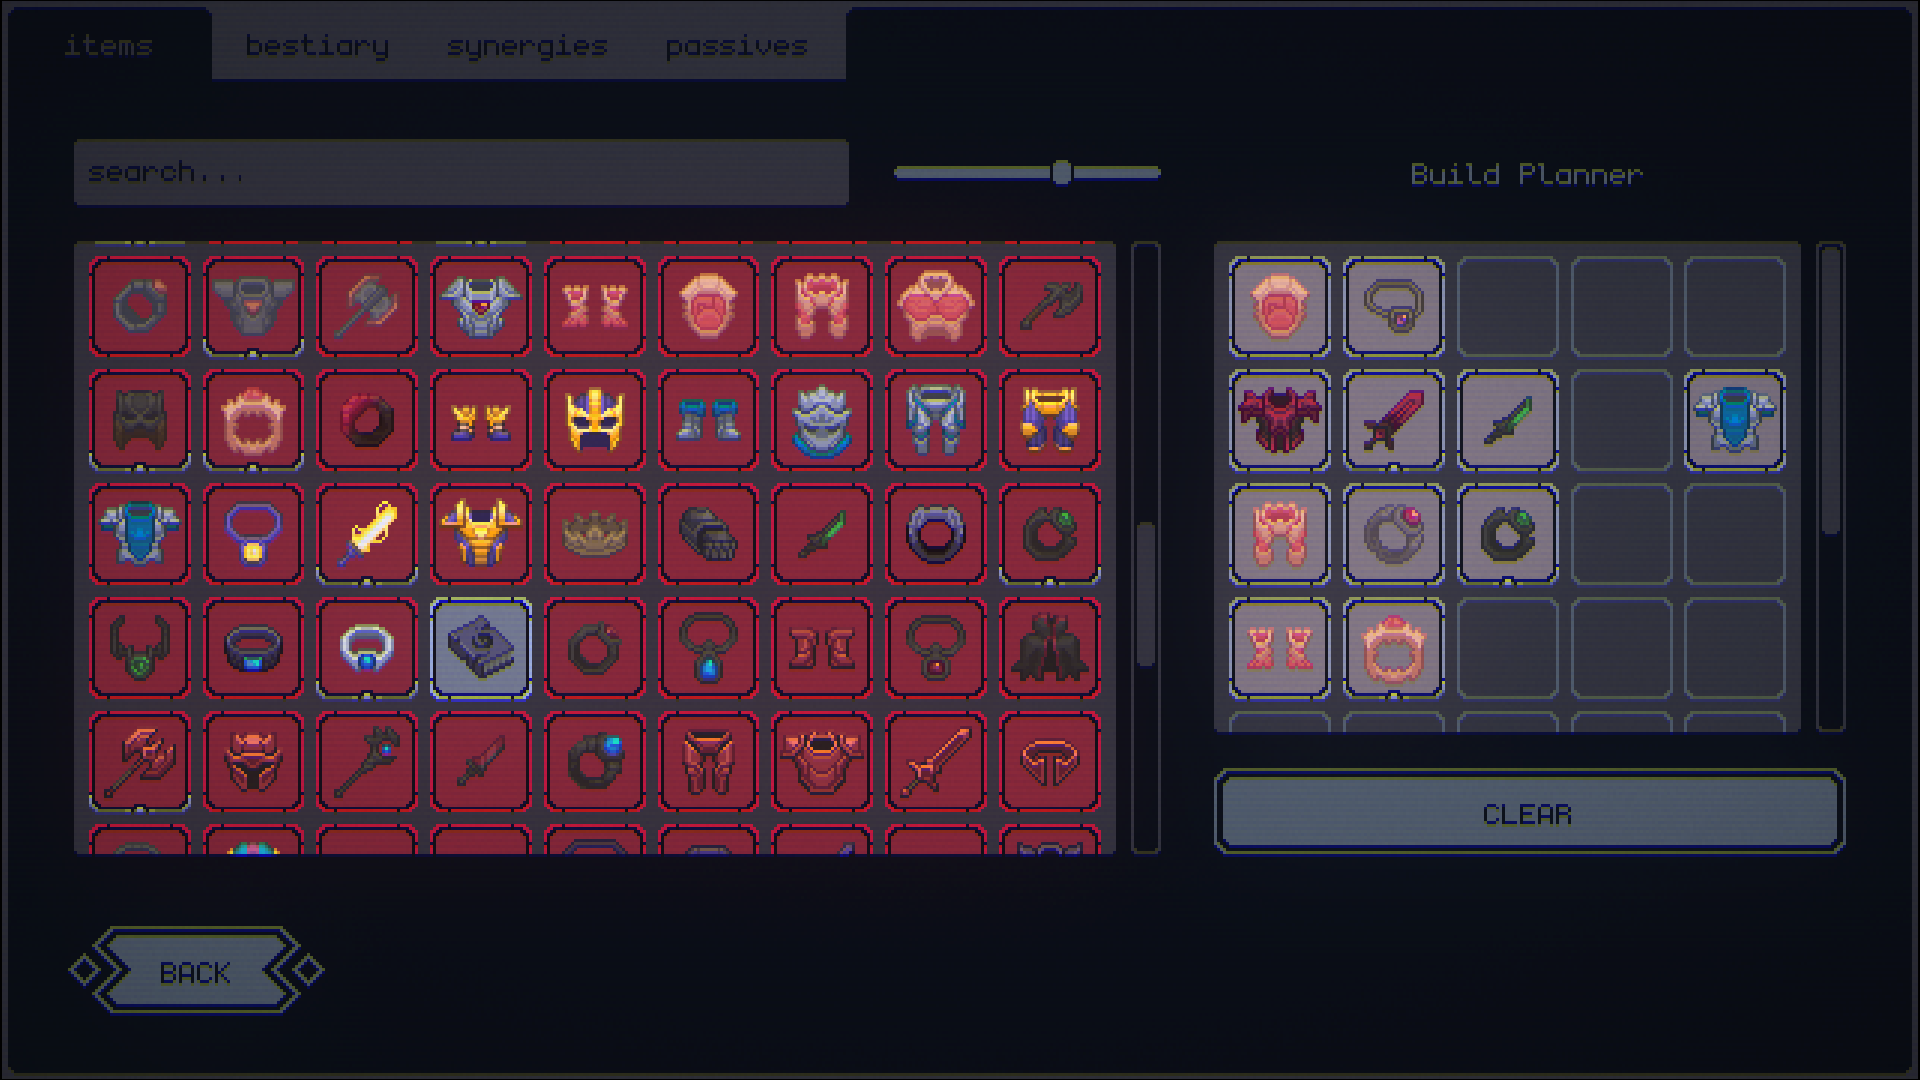 items bestiary synergies passives
search...
Build Planner
CLEAR
BACK